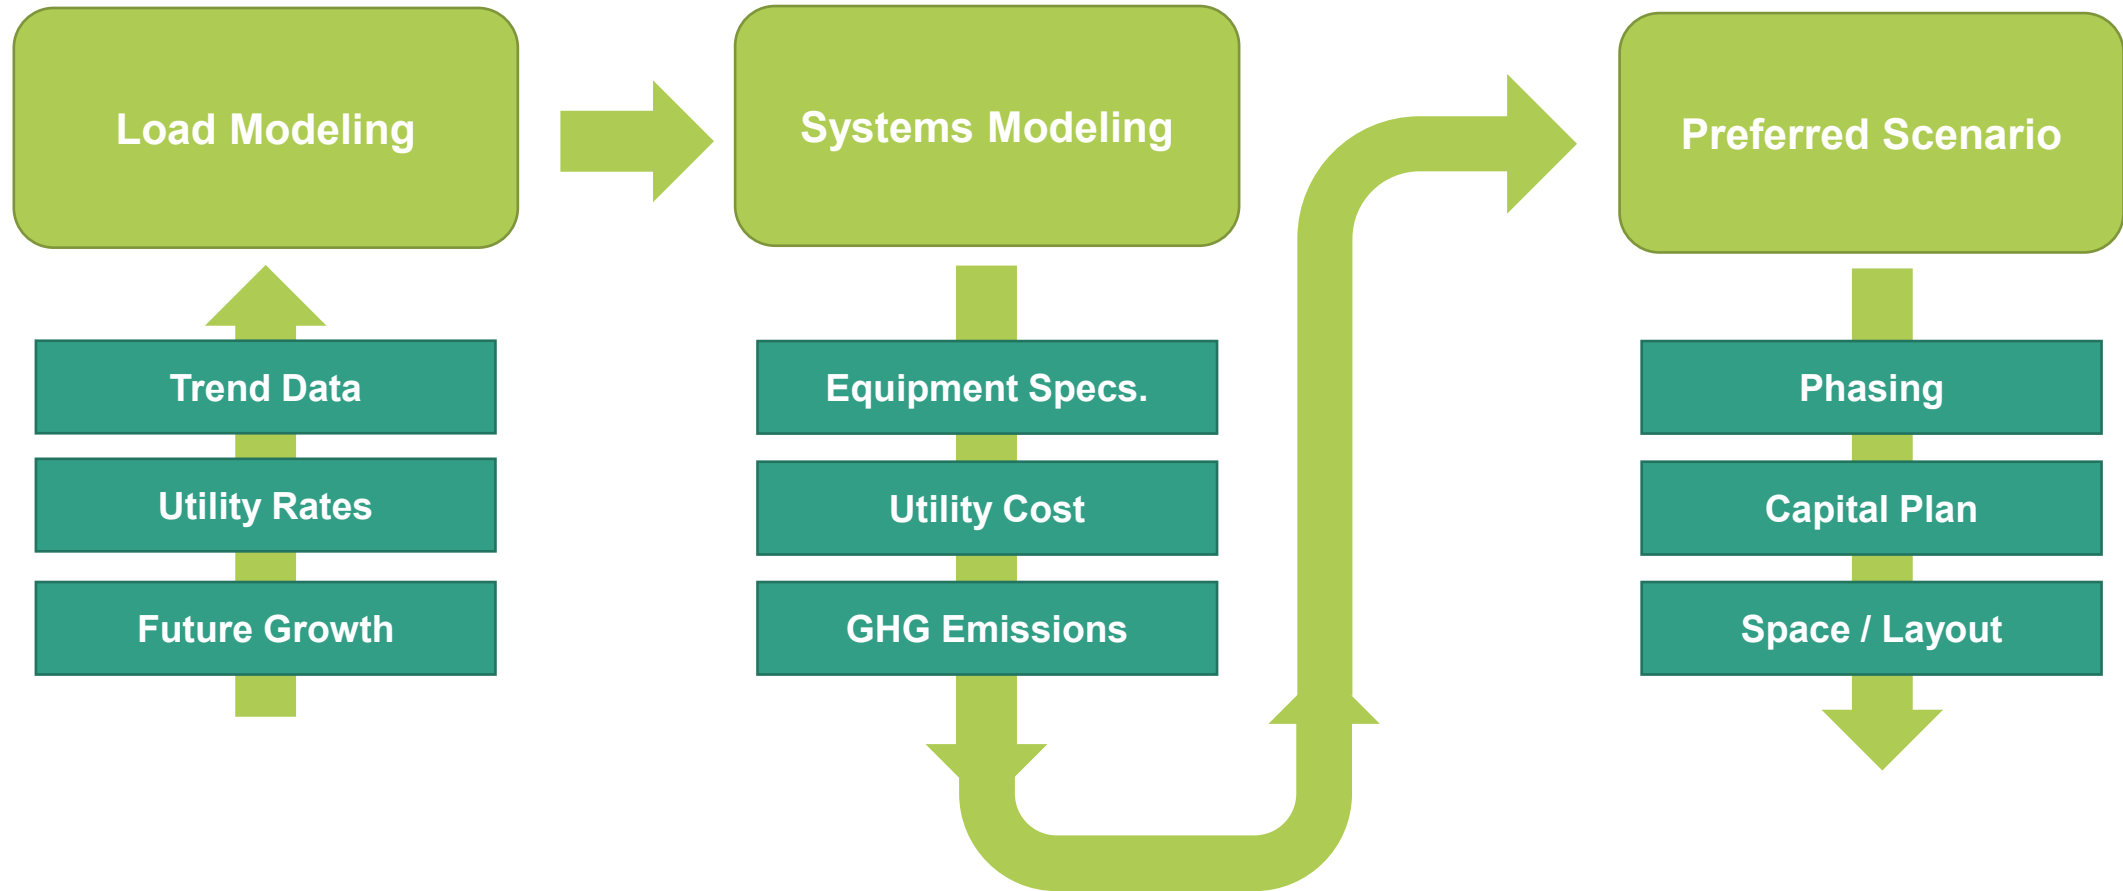 Load Modeling
Systems Modeling
Preferred Scenario
Trend Data
Utility Rates
Future Growth
Equipment Specs.
Utility Cost
GHG Emissions
Phasing
Capital Plan
Space / Layout